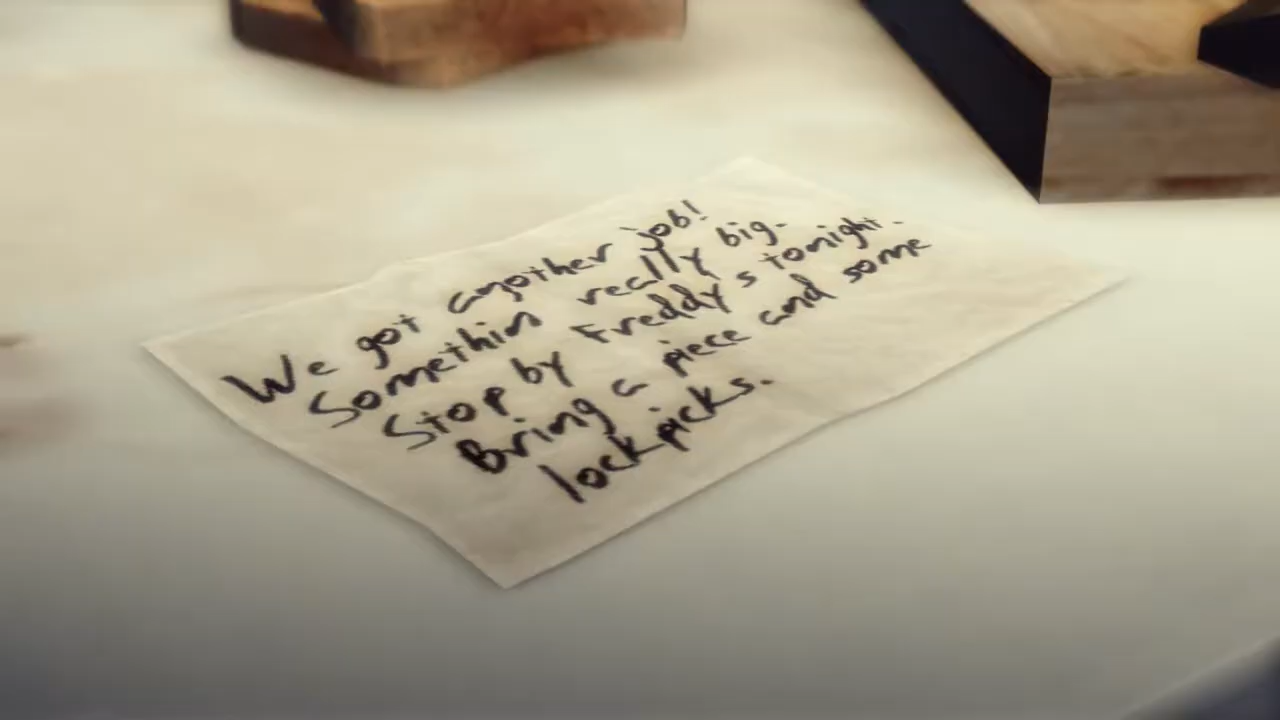 We got another job!
Somethin really big.
Stop by Freddy's tonight.
Bring a piece and some
lockpicks.